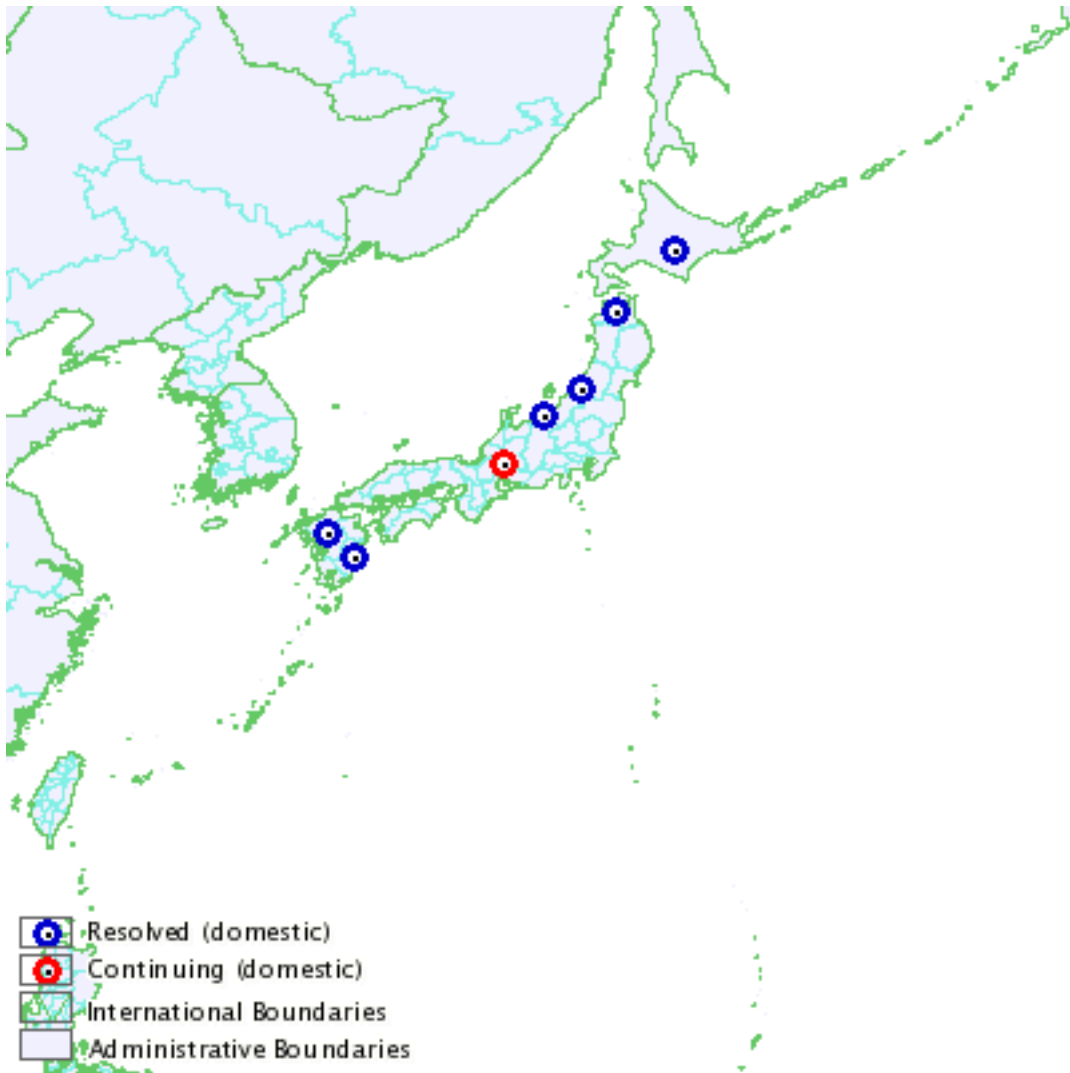 Resolved (domestic)
Continuing (domestic)
International Boundaries
Administrative Boundaries